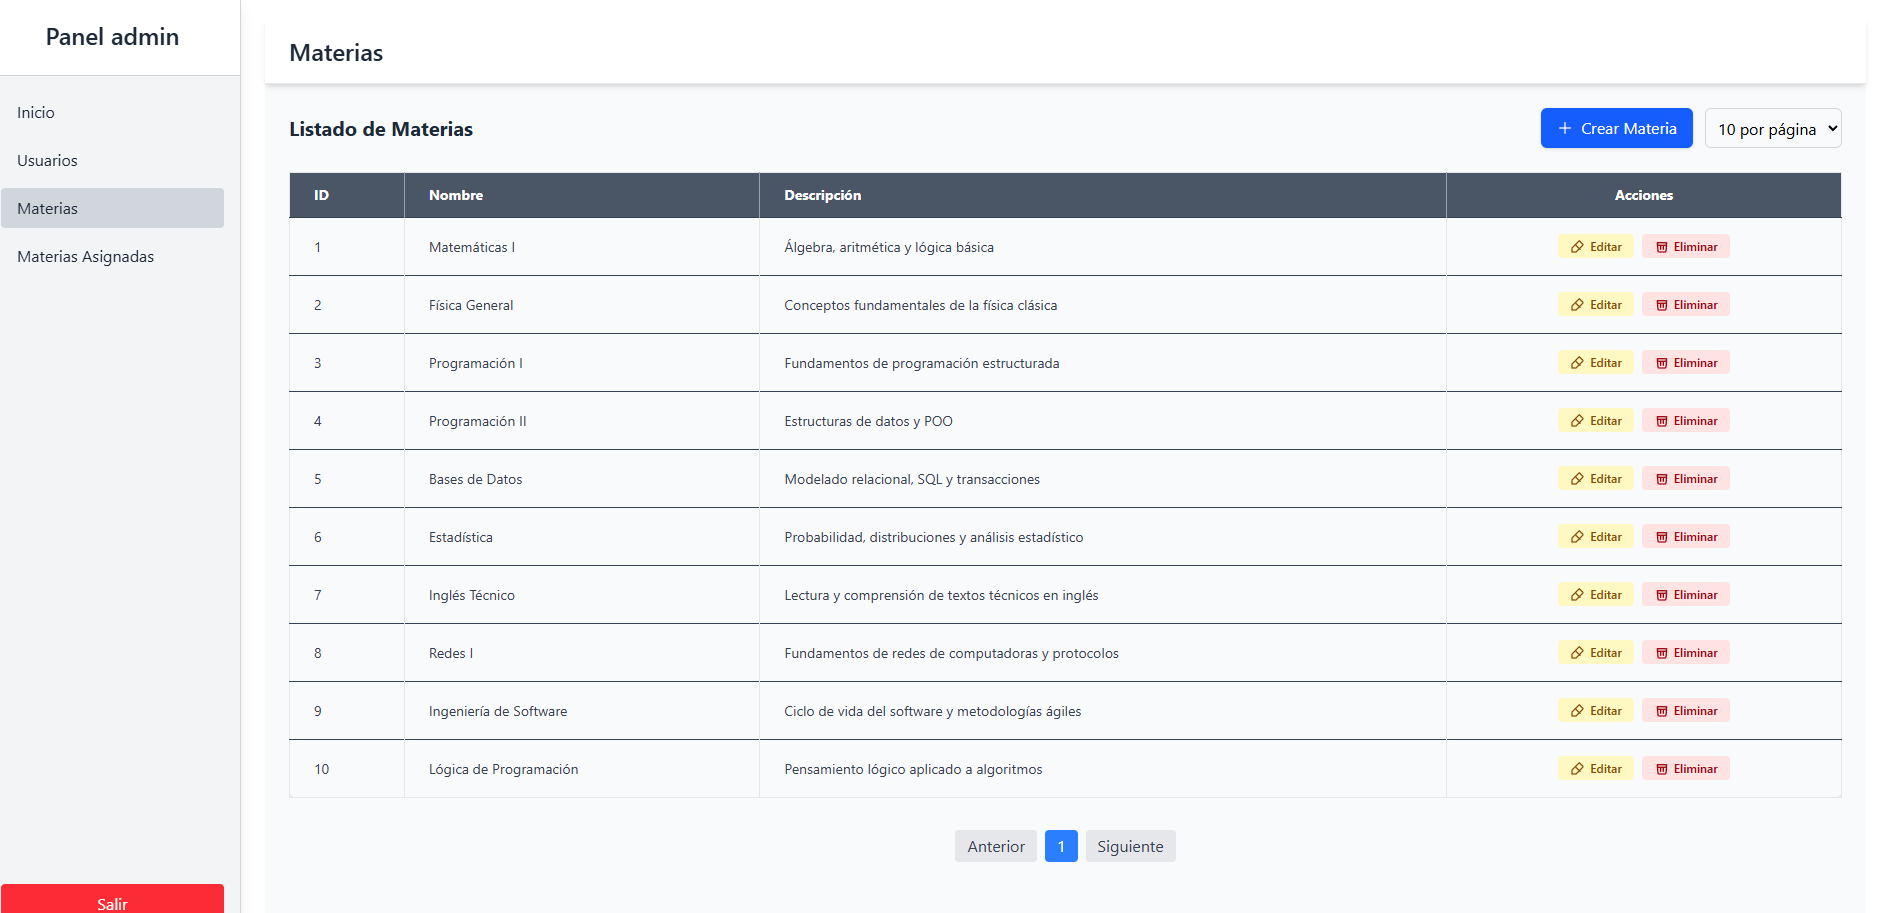 Panel admin
Inicio
Usuarios
Materias
Materias Asignadas
Salir
Materias
Listado de Materias
+ Crear Materia
10 por página
ID Nombre Descripción Acciones
1 Matemáticas I Álgebra, aritmética y lógica básica Editar Eliminar
2 Física General Conceptos fundamentales de la física clásica Editar Eliminar
3 Programación I Fundamentos de programación estructurada Editar Eliminar
4 Programación II Estructuras de datos y POO Editar Eliminar
5 Bases de Datos Modelado relacional, SQL y transacciones Editar Eliminar
6 Estadística Probabilidad, distribuciones y análisis estadístico Editar Eliminar
7 Inglés Técnico Lectura y comprensión de textos técnicos en inglés Editar Eliminar
8 Redes I Fundamentos de redes de computadoras y protocolos Editar Eliminar
9 Ingeniería de Software Ciclo de vida del software y metodologías ágiles Editar Eliminar
10 Lógica de Programación Pensamiento lógico aplicado a algoritmos Editar Eliminar
Anterior 1 Siguiente